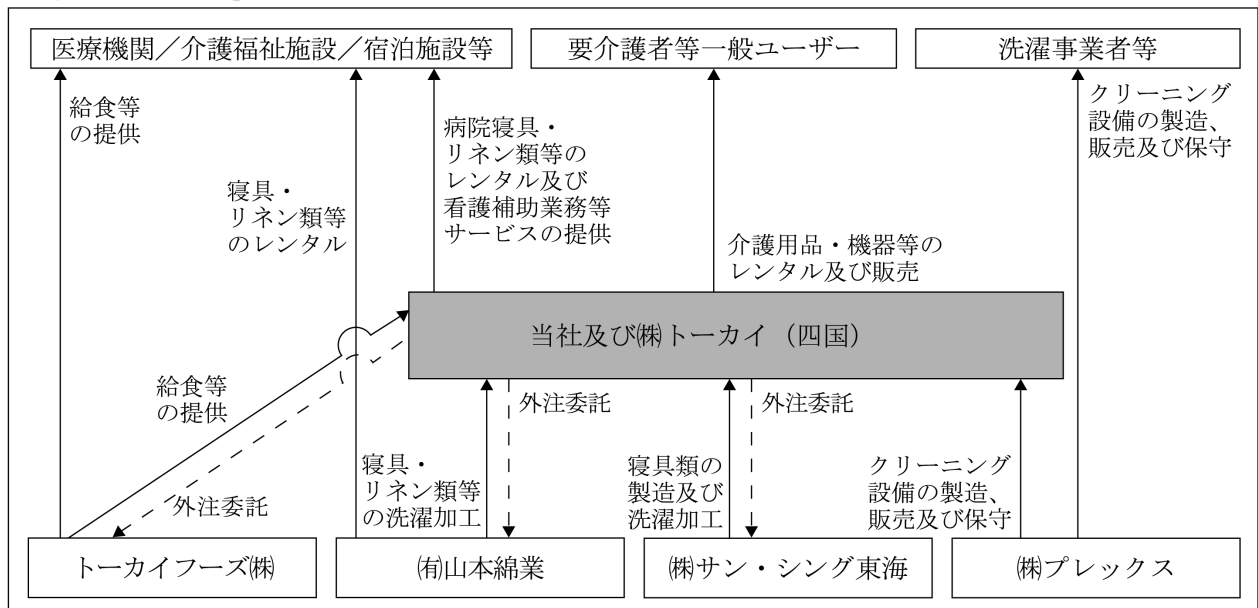 医療機関／介護福祉施設／宿泊施設等
要介護者等一般ユーザー
洗濯事業者等
給食等
の提供
寝具・
リネン類等
のレンタル
病院寝具・
リネン類等の
レンタル及び
看護補助業務等
サービスの提供
介護用品・機器等の
レンタル及び販売
クリーニング
設備の製造、
販売及び保守
当社及び㈱トーカイ（四国）
給食等
の提供
外注委託
寝具・
リネン類等
の洗濯加工
外注委託
寝具類の
製造及び
洗濯加工
外注委託
クリーニング
設備の製造、
販売及び保守
トーカイフーズ㈱
㈲山本綿業
㈱サン・シング東海
㈱プレックス